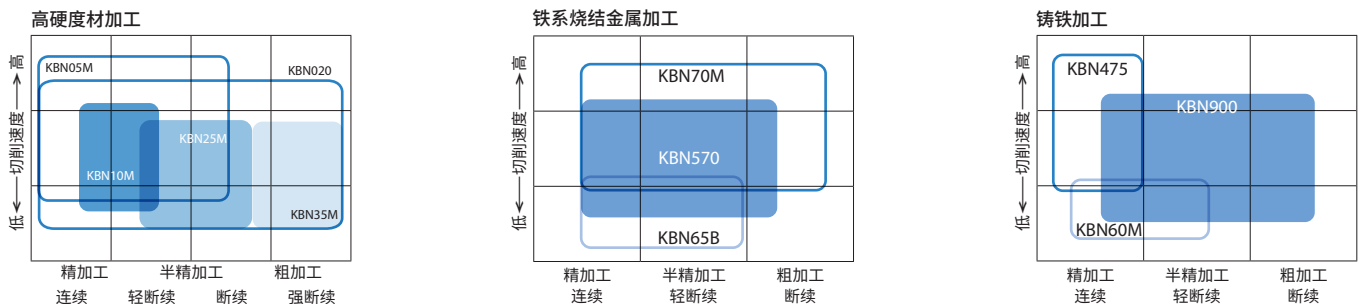 高硬度材加工
低 ← 切削速度 → 高
KBN05M
KBN020
KBN25M
KBN10M
KBN35M
精加工 半精加工 粗加工
连续 轻断续 断续 强断续
铁系烧结金属加工
低 ← 切削速度 → 高
KBN70M
KBN570
KBN65B
精加工 半精加工 粗加工
连续 轻断续 断续
铸铁加工
低 ← 切削速度 → 高
KBN475
KBN900
KBN60M
精加工 半精加工 粗加工
连续 轻断续 断续